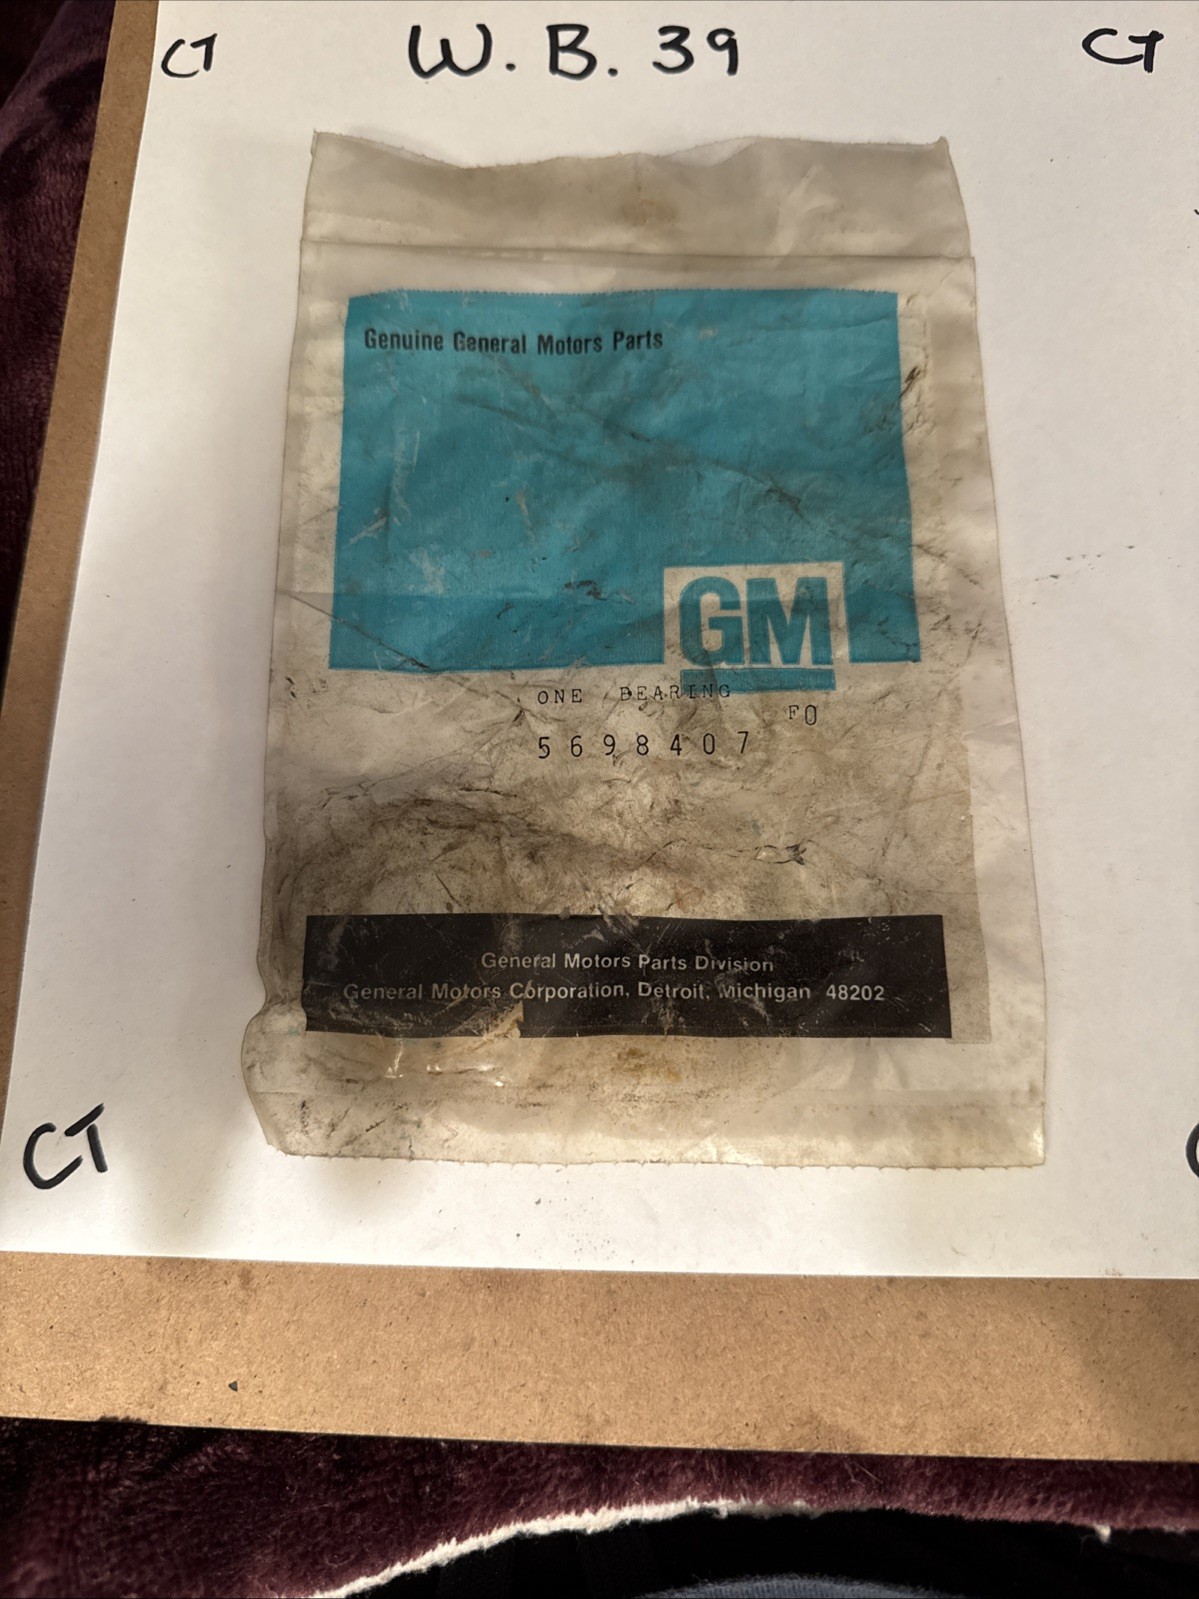 CT W. B. 39 CT
Genuine General Motors Parts
GM
ONE BEARING
FO
5698407
General Motors Parts Division
General Motors Corporation, Detroit, Michigan 48202
CT